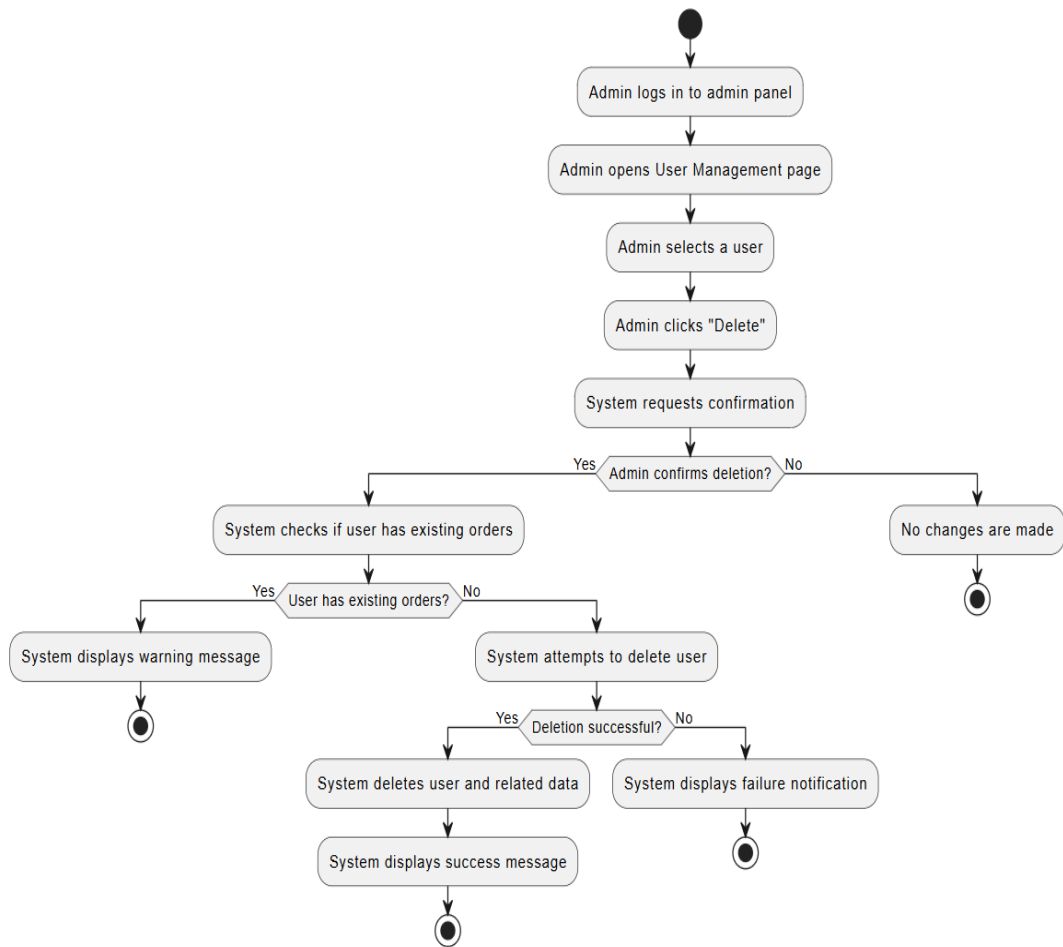 Admin logs in to admin panel
Admin opens User Management page
Admin selects a user
Admin clicks "Delete"
System requests confirmation
Yes
Admin confirms deletion?
No
System checks if user has existing orders
No changes are made
Yes
User has existing orders?
No
System displays warning message
System attempts to delete user
Yes
Deletion successful?
No
System deletes user and related data
System displays failure notification
System displays success message